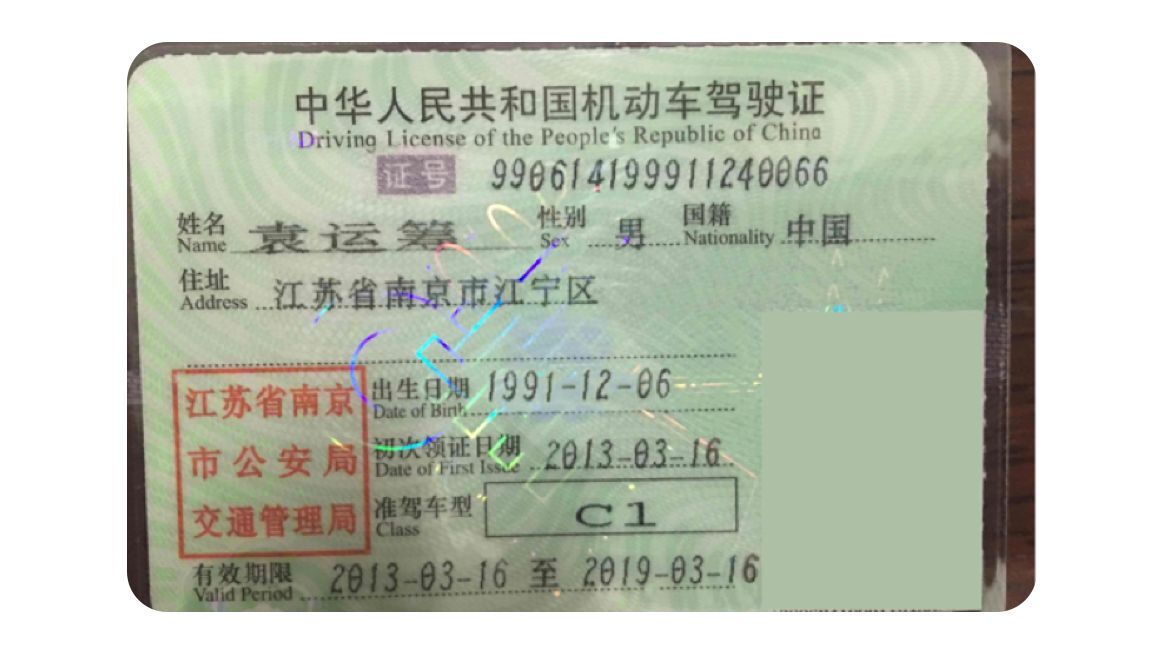 中华人民共和国机动车驾驶证
Driving License of the People's Republic of China
证号 990614199911240066
姓名 袁运筹 性别 男 国籍 中国
Name Sex Nationality
住址 江苏省南京市江宁区
Address
江苏省南京
市公安局
交通管理局
出生日期 1991-12-06
Date of Birth
初次领证日期 2013-03-16
Date of First Issue
准驾车型 C1
Class
有效期限 2013-03-16 至 2019-03-16
Valid Period